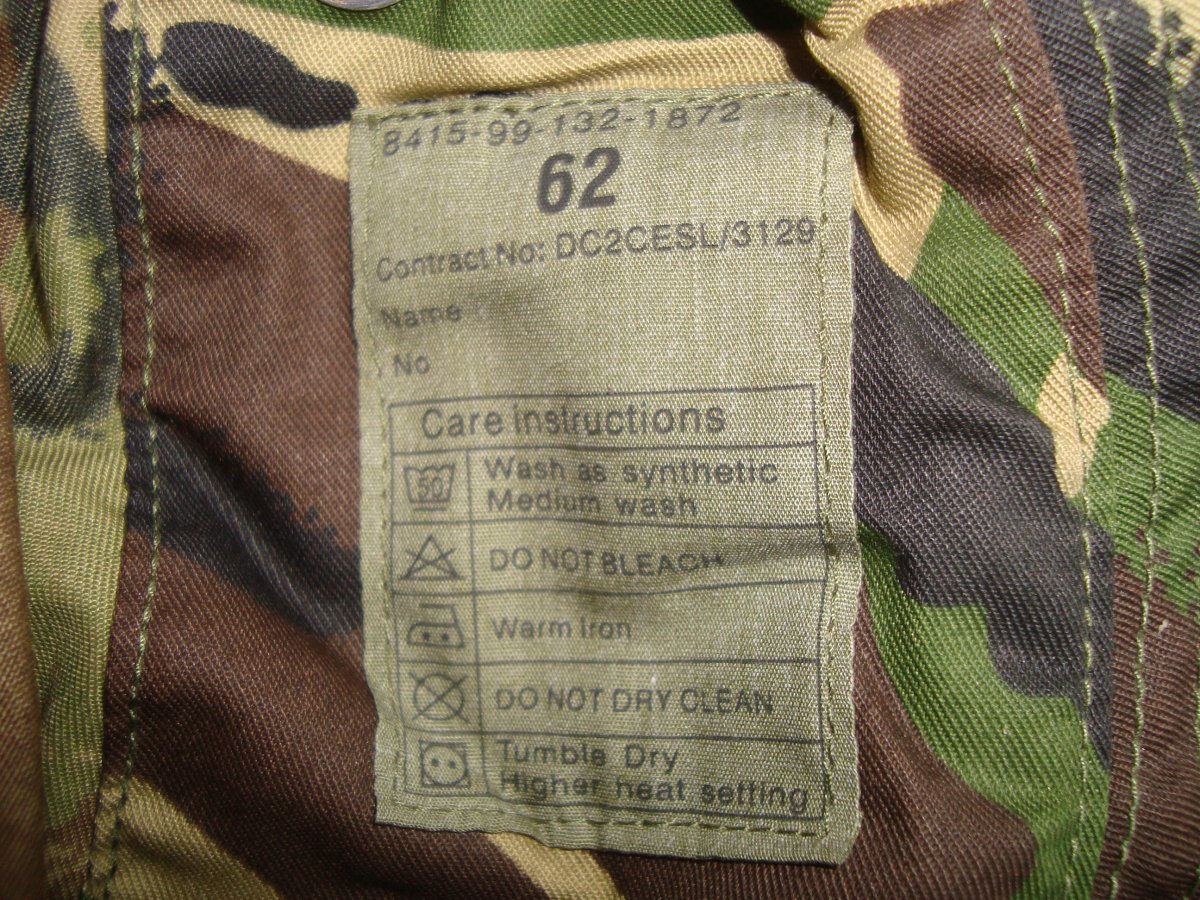 8415-99-132-1872
62
Contract No: DC2CESL/3129
Name
No
Care instructions
50
Wash as synthetic
Medium wash
DO NOT BLEACH
Warm Iron
DO NOT DRY CLEAN
Tumble Dry
Higher heat setting